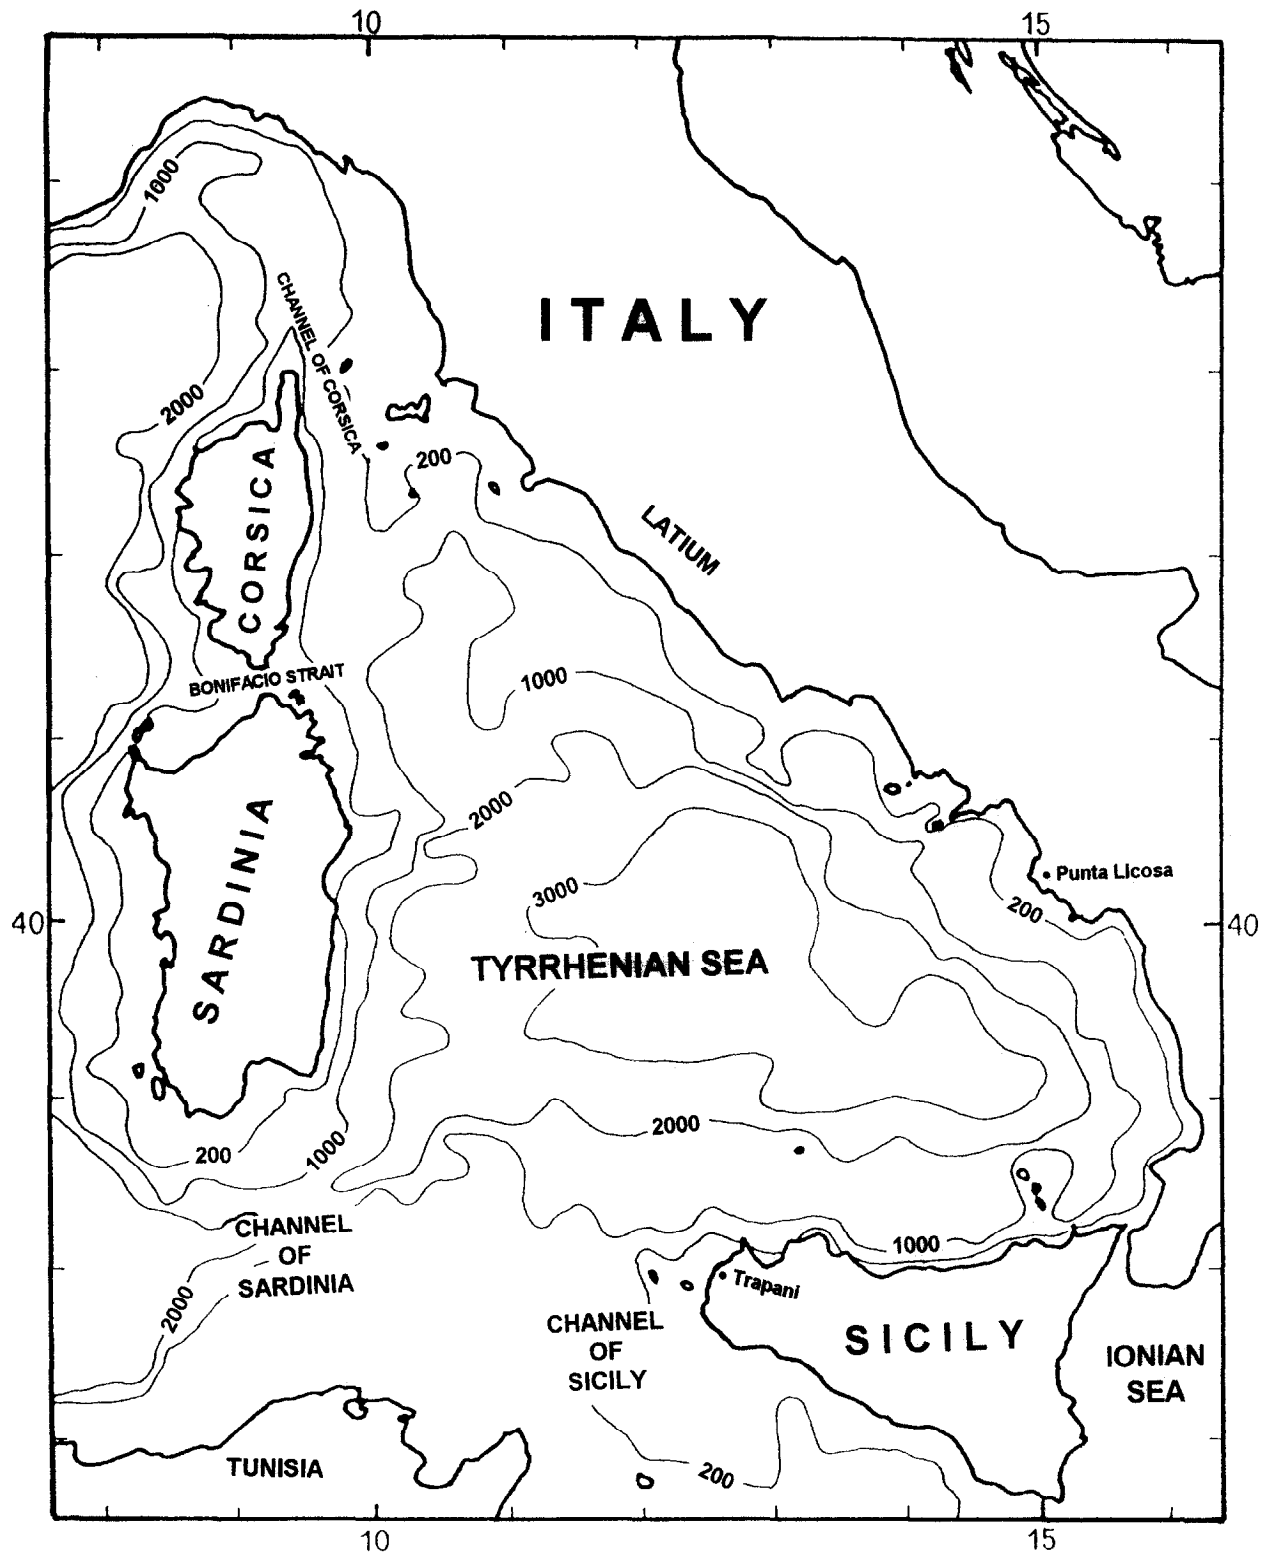 10 15
1000
CHANNEL OF CORSICA
ITALY
2000
200
CORSICA
LATIUM
BONIFACIO STRAIT
1000
2000
SARDINIA
3000
Punta Licosa
200
40 40
TYRRHENIAN SEA
2000
200
1000
CHANNEL
OF
SARDINIA
1000
2000
Trapani
CHANNEL
OF
SICILY
SICILY
IONIAN
SEA
TUNISIA
200
10 15